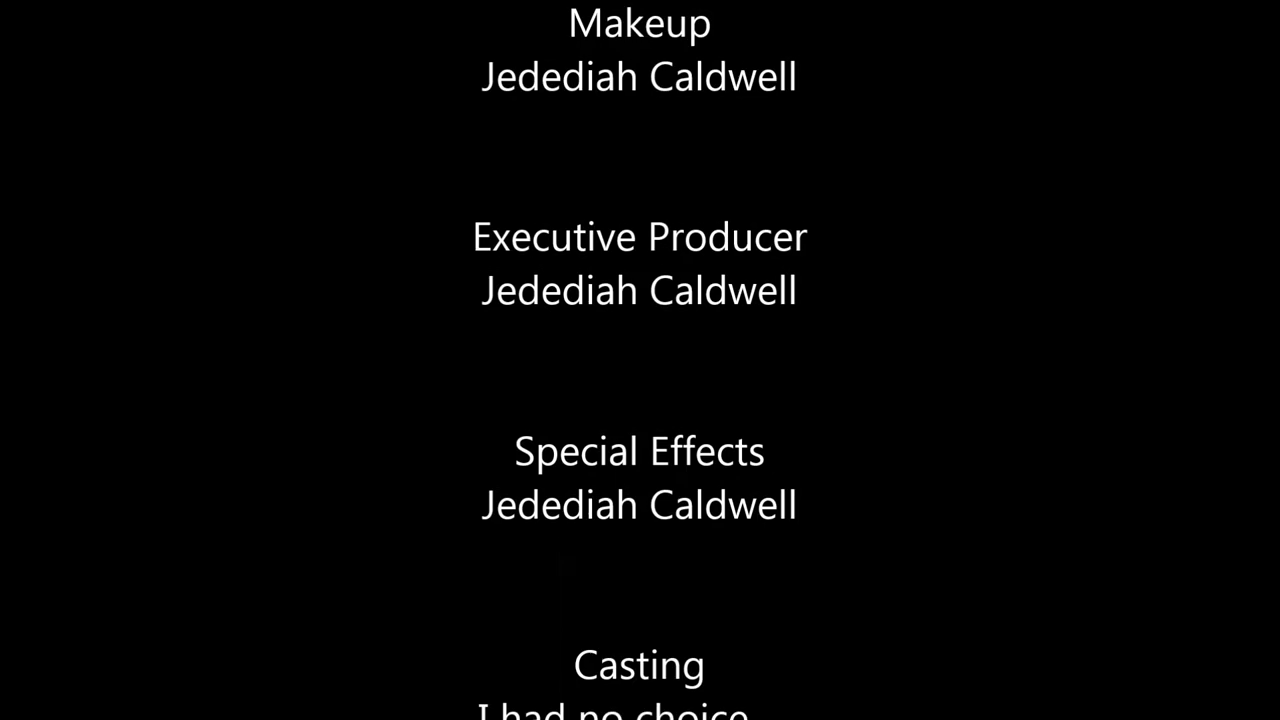 Makeup
Jedediah Caldwell
Executive Producer
Jedediah Caldwell
Special Effects
Jedediah Caldwell
Casting
I had no choice